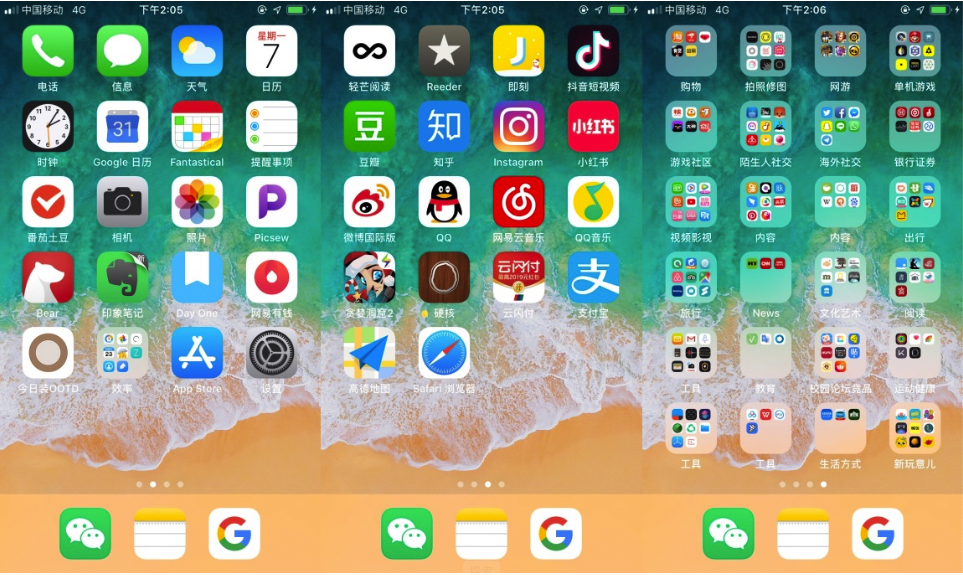 中国移动 4G 下午2:05
星期一
7
电话 信息 天气 日历
31
时钟 Google 日历 Fantastical 提醒事项
番茄土豆 相机 照片 Picsew
Bear 印象笔记 Day One 网易有钱
23
今日装OOTD 效率 App Store 设置
中国移动 4G 下午2:05
轻芒阅读 Reeder 即刻 抖音短视频
豆 知 小红书
豆瓣 知乎 Instagram 小红书
微博国际版 QQ 网易云音乐 QQ音乐
云闪付
支
贪婪洞窟2 硬核 云闪付 支付宝
高德地图 Safari 浏览器
中国移动 4G 下午2:06
购物 拍照修图 网游 单机游戏
游戏社区 陌生人社交 海外社交 银行证券
视频影视 内容 内容 出行
旅行 News 文化艺术 阅读
工具 教育 校园论坛竞品 运动健康
工具 工具 生活方式 新玩意儿